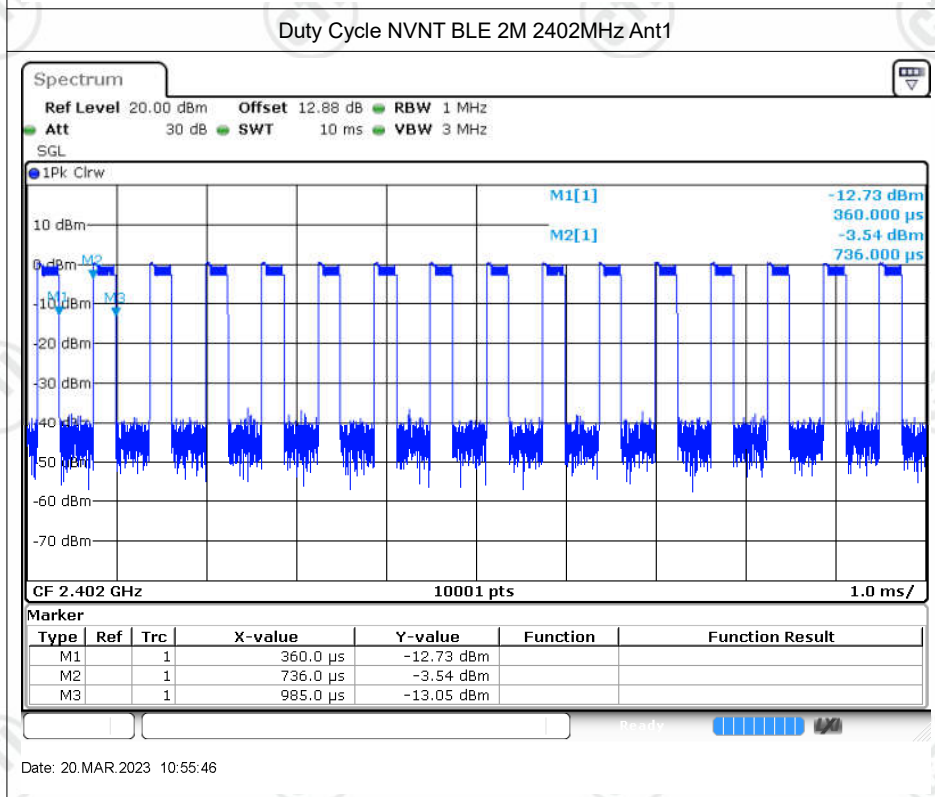 Duty Cycle NVNT BLE 2M 2402MHz Ant1
Spectrum
Ref Level 20.00 dBm Offset 12.88 dB RBW 1 MHz
Att 30 dB SWT 10 ms VBW 3 MHz
SGL
1Pk Clrw
M1[1] -12.73 dBm
360.000 µs
M2[1] -3.54 dBm
736.000 µs
10 dBm
0 dBm
M2
M1
M3
-10 dBm
-20 dBm
-30 dBm
-40 dBm
-50 dBm
-60 dBm
-70 dBm
CF 2.402 GHz 10001 pts 1.0 ms/
Marker
Type Ref Trc X-value Y-value Function Function Result
M1 1 360.0 µs -12.73 dBm
M2 1 736.0 µs -3.54 dBm
M3 1 985.0 µs -13.05 dBm
Ready
LXI
Date: 20.MAR.2023 10:55:46